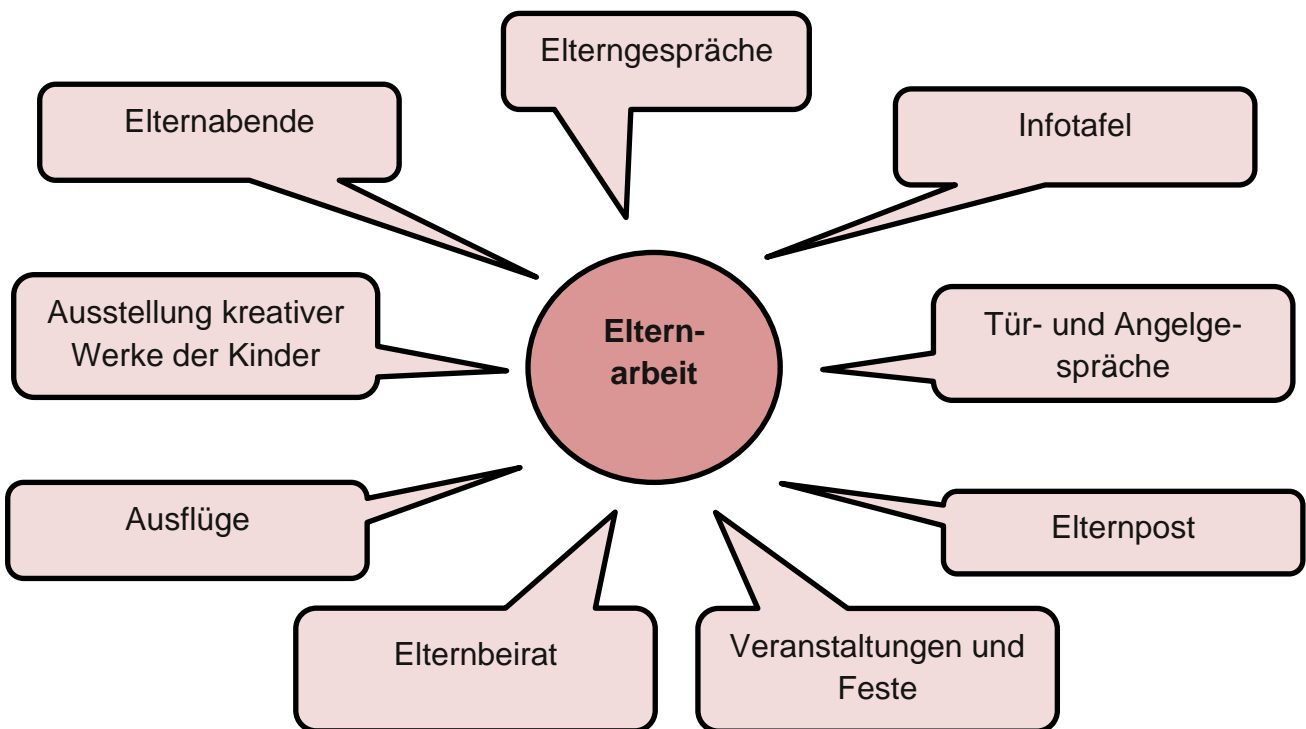 Elterngespräche
Elternabende
Infotafel
Ausstellung kreativer
Werke der Kinder
Eltern-
arbeit
Tür- und Angelge-
spräche
Ausflüge
Elternpost
Elternbeirat
Veranstaltungen und
Feste